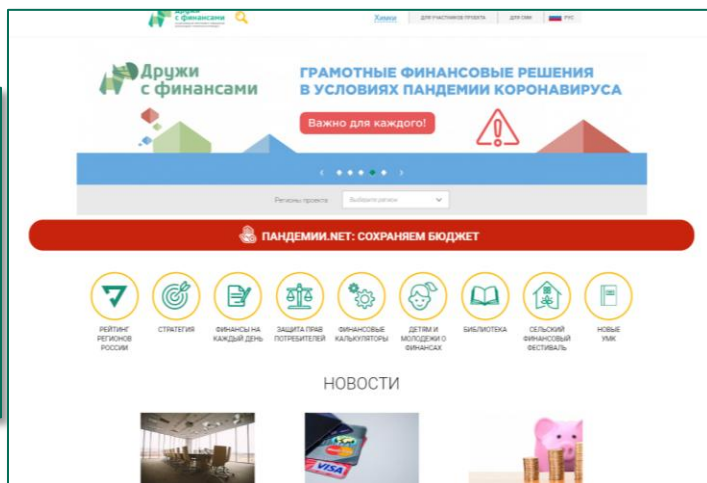 Дружи
с финансами
Химки
ДЛЯ УЧАСТНИКОВ ПРОЕКТА
ДЛЯ СМИ
РУС
Дружи
с финансами
ГРАМОТНЫЕ ФИНАНСОВЫЕ РЕШЕНИЯ
В УСЛОВИЯХ ПАНДЕМИИ КОРОНАВИРУСА
Важно для каждого!
Регионы проекта
Выберите регион
ПАНДЕМИИ.NET: СОХРАНЯЕМ БЮДЖЕТ
РЕЙТИНГ
РЕГИОНОВ
РОССИИ
СТРАТЕГИЯ
ФИНАНСЫ НА
КАЖДЫЙ ДЕНЬ
ЗАЩИТА ПРАВ
ПОТРЕБИТЕЛЕЙ
ФИНАНСОВЫЕ
КАЛЬКУЛЯТОРЫ
ДЕТЯМ И
МОЛОДЕЖИ О
ФИНАНСАХ
БИБЛИОТЕКА
СЕЛЬСКИЙ
ФИНАНСОВЫЙ
ФЕСТИВАЛЬ
НОВЫЕ
УМК
НОВОСТИ
MasterCard
VISA